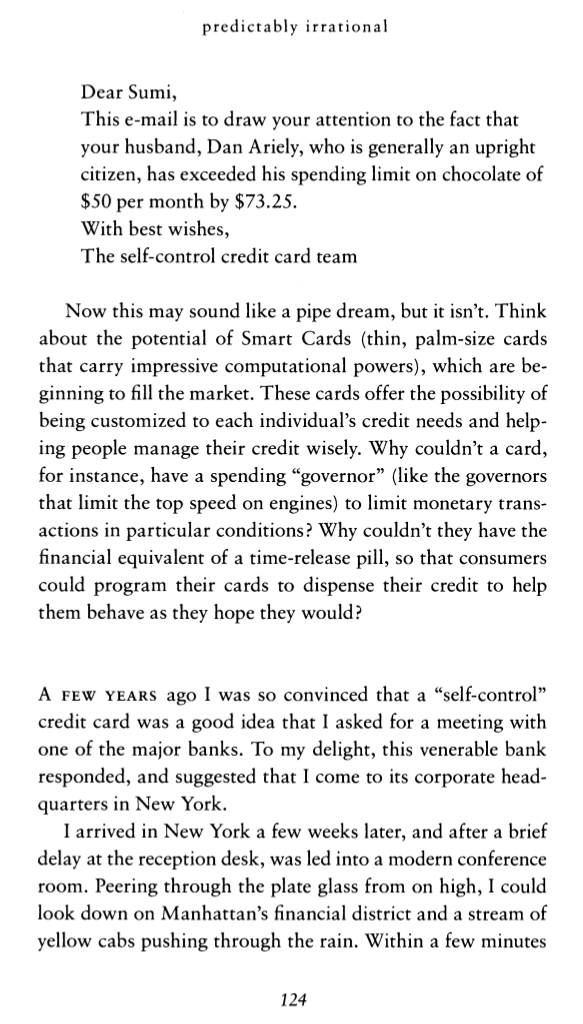 predictably irrational
Dear Sumi,
This e-mail is to draw your attention to the fact that
your husband, Dan Ariely, who is generally an upright
citizen, has exceeded his spending limit on chocolate of
$50 per month by $73.25.
With best wishes,
The self-control credit card team
Now this may sound like a pipe dream, but it isn't. Think
about the potential of Smart Cards (thin, palm-size cards
that carry impressive computational powers), which are be-
ginning to fill the market. These cards offer the possibility of
being customized to each individual's credit needs and help-
ing people manage their credit wisely. Why couldn't a card,
for instance, have a spending “governor” (like the governors
that limit the top speed on engines) to limit monetary trans-
actions in particular conditions? Why couldn't they have the
financial equivalent of a time-release pill, so that consumers
could program their cards to dispense their credit to help
them behave as they hope they would?
A FEW YEARS ago I was so convinced that a “self-control”
credit card was a good idea that I asked for a meeting with
one of the major banks. To my delight, this venerable bank
responded, and suggested that I come to its corporate head-
quarters in New York.
I arrived in New York a few weeks later, and after a brief
delay at the reception desk, was led into a modern conference
room. Peering through the plate glass from on high, I could
look down on Manhattan's financial district and a stream of
yellow cabs pushing through the rain. Within a few minutes
124